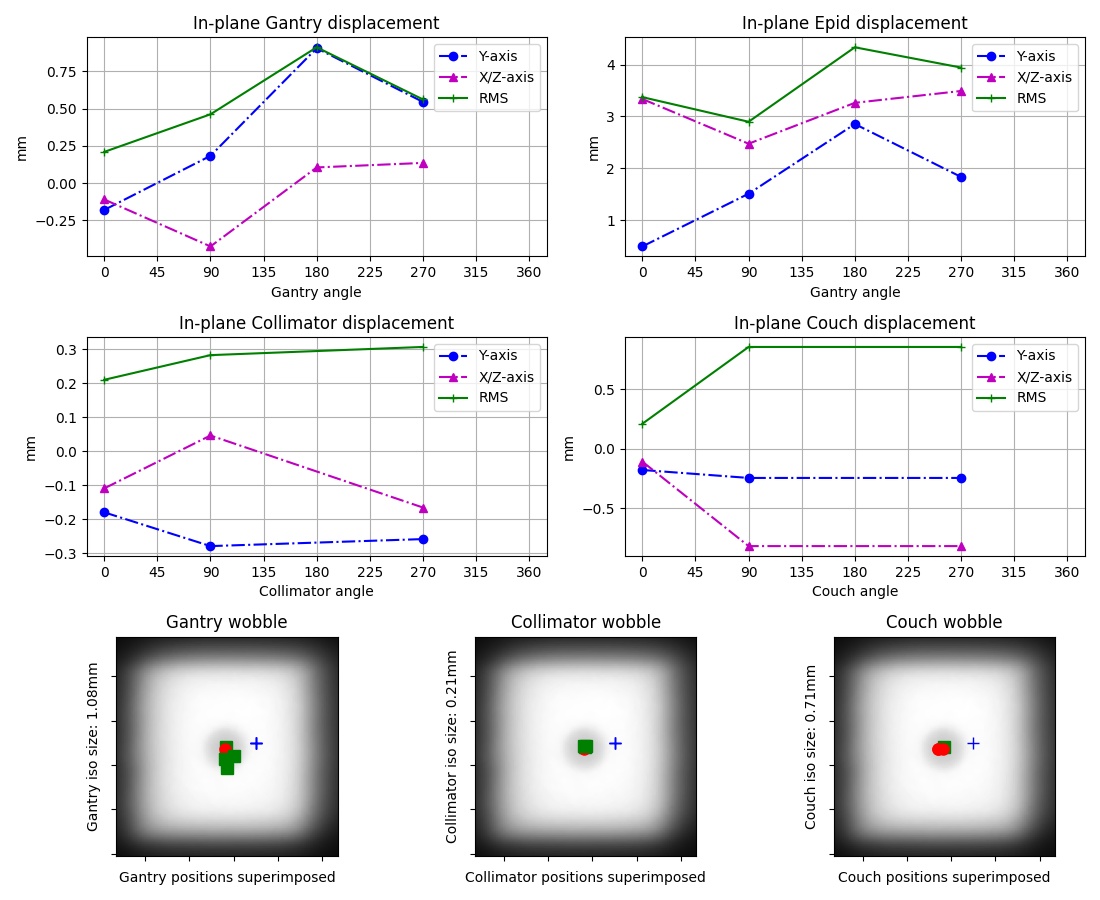 In-plane Gantry displacement
mm
0.75
0.50
0.25
0.00
−0.25
Y-axis
X/Z-axis
RMS
0 45 90 135 180 225 270 315 360
Gantry angle
In-plane Epid displacement
mm
4
3
2
1
Y-axis
X/Z-axis
RMS
0 45 90 135 180 225 270 315 360
Gantry angle
In-plane Collimator displacement
mm
0.3
0.2
0.1
0.0
−0.1
−0.2
−0.3
Y-axis
X/Z-axis
RMS
0 45 90 135 180 225 270 315 360
Collimator angle
In-plane Couch displacement
mm
0.5
0.0
−0.5
Y-axis
X/Z-axis
RMS
0 45 90 135 180 225 270 315 360
Couch angle
Gantry wobble
Gantry iso size: 1.08mm
Gantry positions superimposed
Collimator wobble
Collimator iso size: 0.21mm
Collimator positions superimposed
Couch wobble
Couch iso size: 0.71mm
Couch positions superimposed